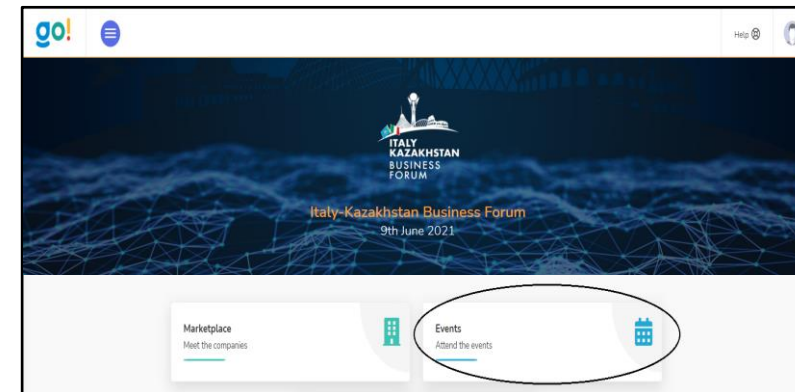 go!
Help
ITALY
KAZAKHSTAN
BUSINESS
FORUM
Italy-Kazakhstan Business Forum
9th June 2021
Marketplace
Meet the companies
Events
Attend the events